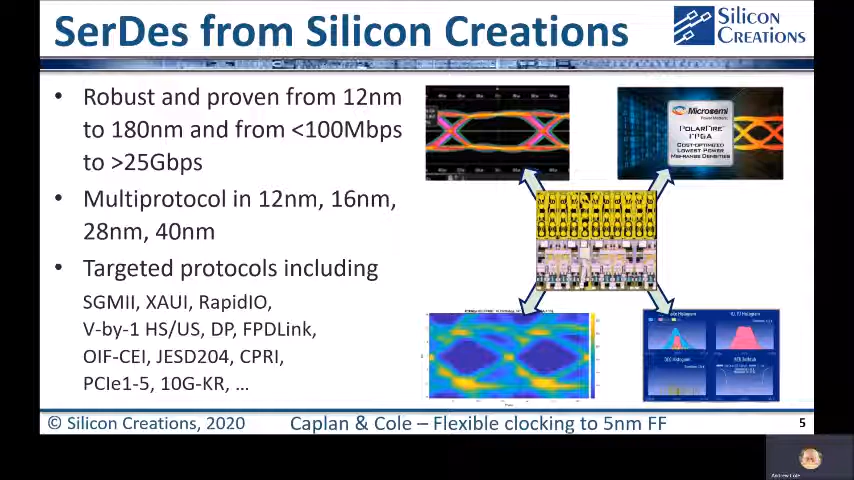 SerDes from Silicon Creations
SILICON
CREATIONS
• Robust and proven from 12nm
to 180nm and from <100Mbps
to >25Gbps
• Multiprotocol in 12nm, 16nm,
28nm, 40nm
• Targeted protocols including
SGMII, XAUI, RapidIO,
V-by-1 HS/US, DP, FPDLink,
OIF-CEI, JESD204, CPRI,
PCIe1-5, 10G-KR, ...
Microsemi
POLARFIRE
FPGA
COST-OPTIMIZED
LOWEST POWER
MID-RANGE DENSITIES
© Silicon Creations, 2020
Caplan & Cole – Flexible clocking to 5nm FF
5
Andrew Cole